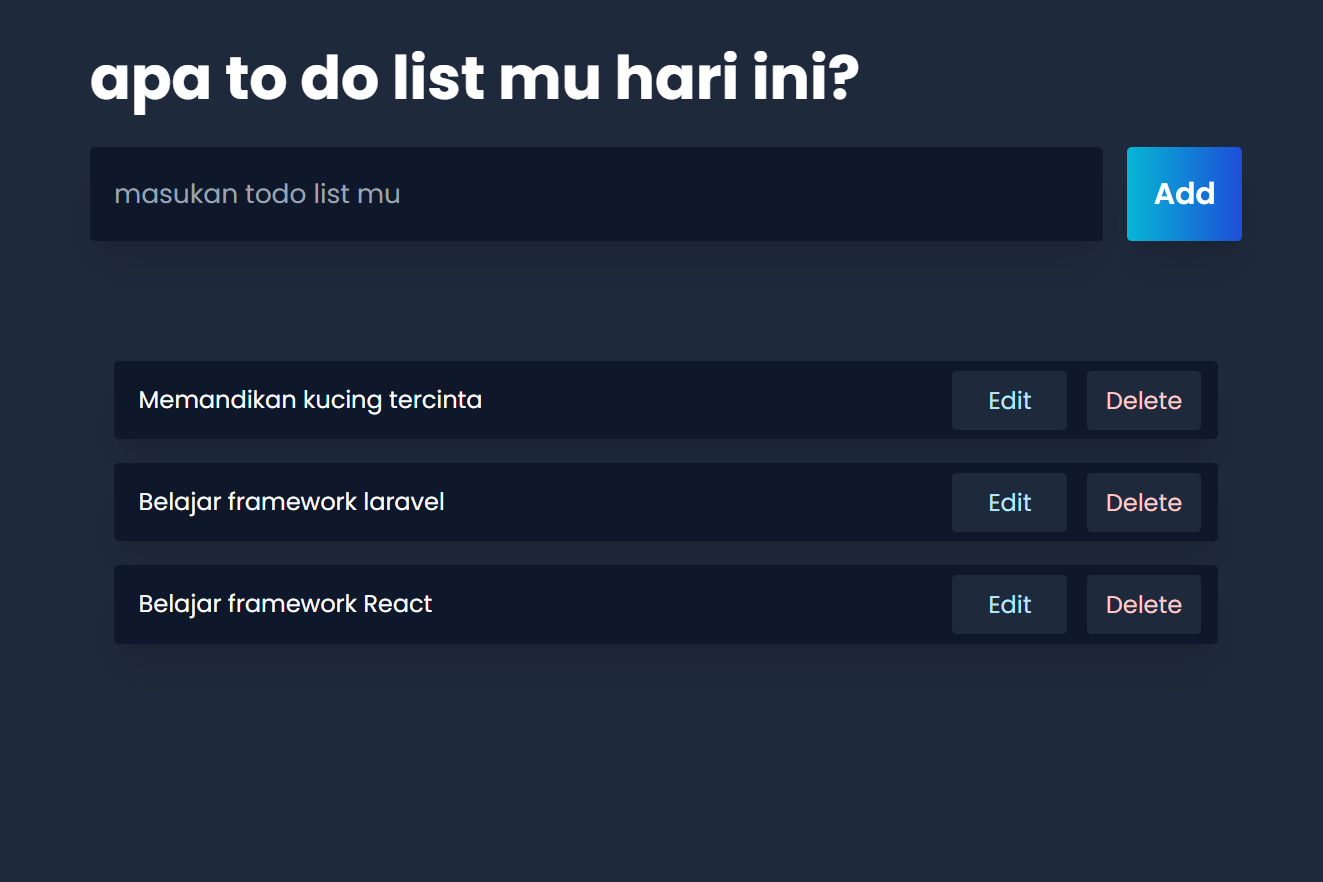 apa to do list mu hari ini?
masukan todo list mu
Add
Memandikan kucing tercinta
Edit
Delete
Belajar framework laravel
Edit
Delete
Belajar framework React
Edit
Delete